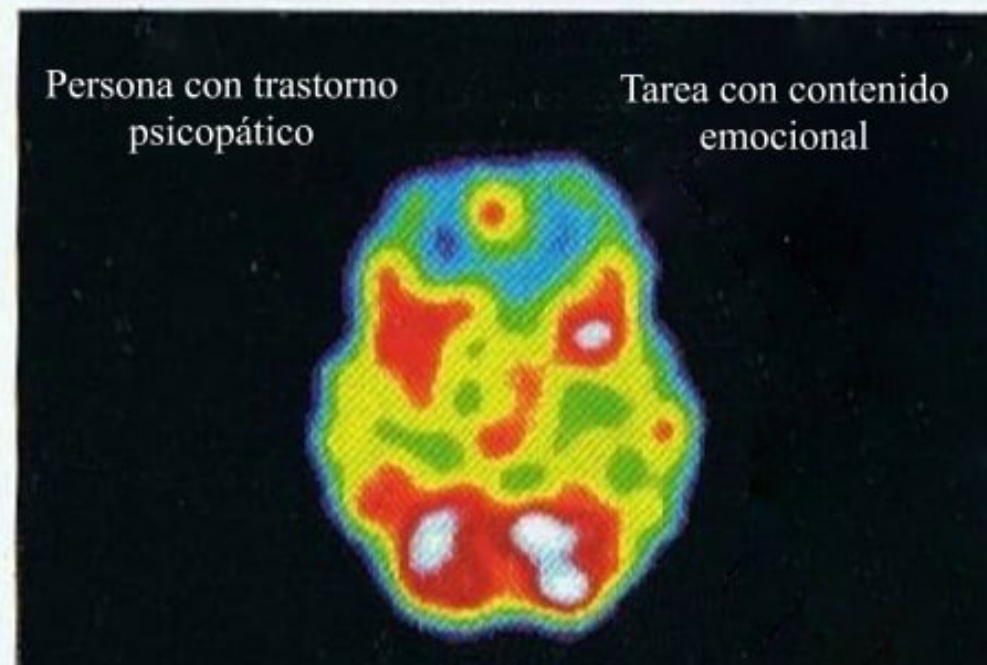 Persona con trastorno
psicopático
Tarea con contenido
emocional